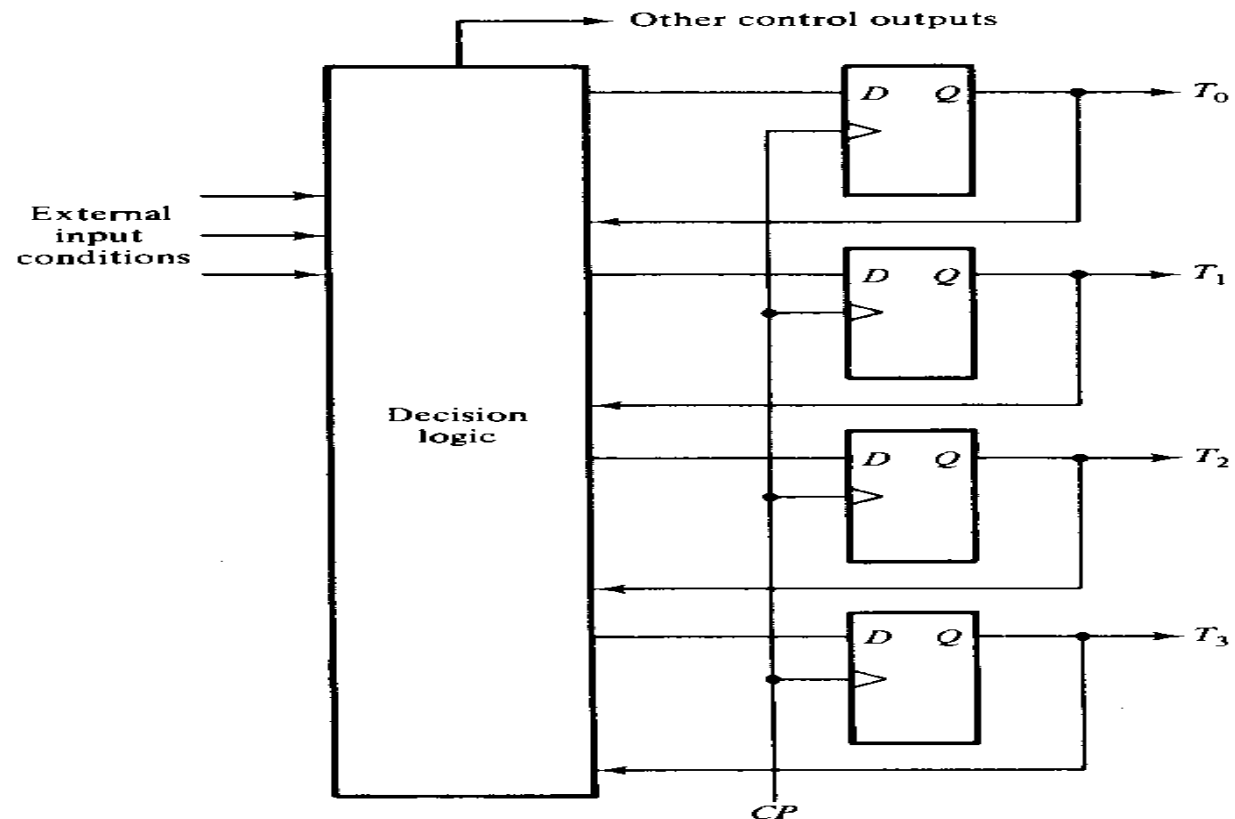 Other control outputs
D Q T₀
External
input
conditions
D Q T₁
Decision
logic
D Q T₂
D Q T₃
CP